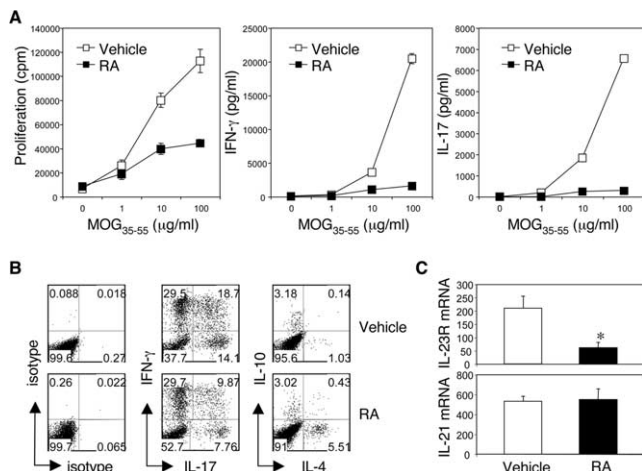 A
Proliferation (cpm)
140000
120000
100000
80000
60000
40000
20000
0
Vehicle
RA
0 1 10 100
MOG35-55 (μg/ml)
IFN-γ (pg/ml)
25000
20000
15000
10000
5000
0
Vehicle
RA
0 1 10 100
MOG35-55 (μg/ml)
IL-17 (pg/ml)
8000
7000
6000
5000
4000
3000
2000
1000
0
Vehicle
RA
0 1 10 100
MOG35-55 (μg/ml)
B
isotype
0.088 0.018
99.6 0.27
0.26 0.022
99.7 0.065
isotype
IFN-γ
29.5 18.7
37.7 14.1
29.7 9.87
52.7 7.76
IL-17
IL-10
3.18 0.14
95.6 1.03
3.02 0.43
91 5.51
IL-4
Vehicle
RA
C
IL-23R mRNA
300
250
200
150
100
50
0
*
IL-21 mRNA
800
600
400
200
0
Vehicle RA